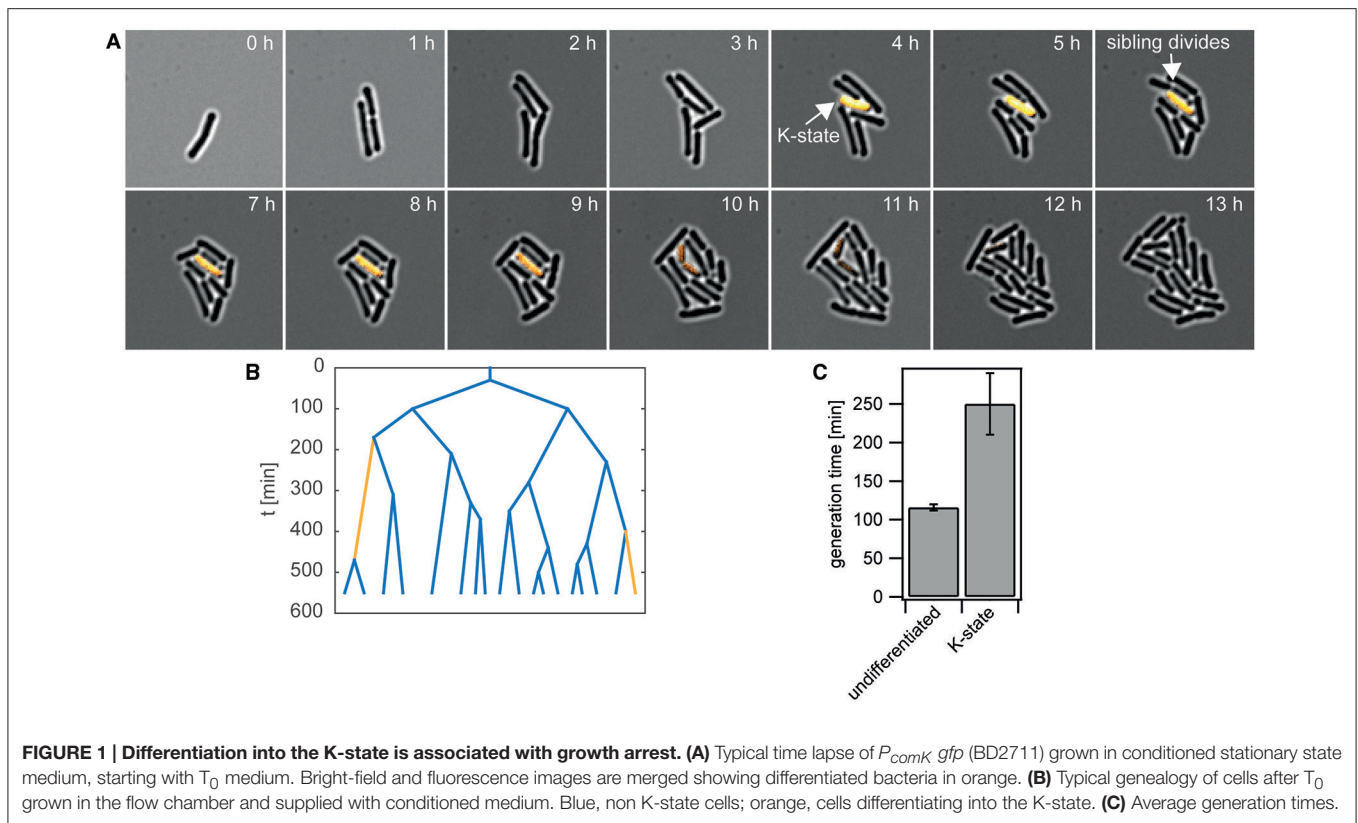 A
0 h
1 h
2 h
3 h
4 h
5 h
sibling divides
K-state
7 h
8 h
9 h
10 h
11 h
12 h
13 h
B
0
100
200
300
400
500
600
t [min]
C
250
200
150
100
50
0
generation time [min]
undifferentiated
K-state
FIGURE 1 | Differentiation into the K-state is associated with growth arrest. (A) Typical time lapse of P_comK gfp (BD2711) grown in conditioned stationary state
medium, starting with T_0 medium. Bright-field and fluorescence images are merged showing differentiated bacteria in orange. (B) Typical genealogy of cells after T_0
grown in the flow chamber and supplied with conditioned medium. Blue, non K-state cells; orange, cells differentiating into the K-state. (C) Average generation times.